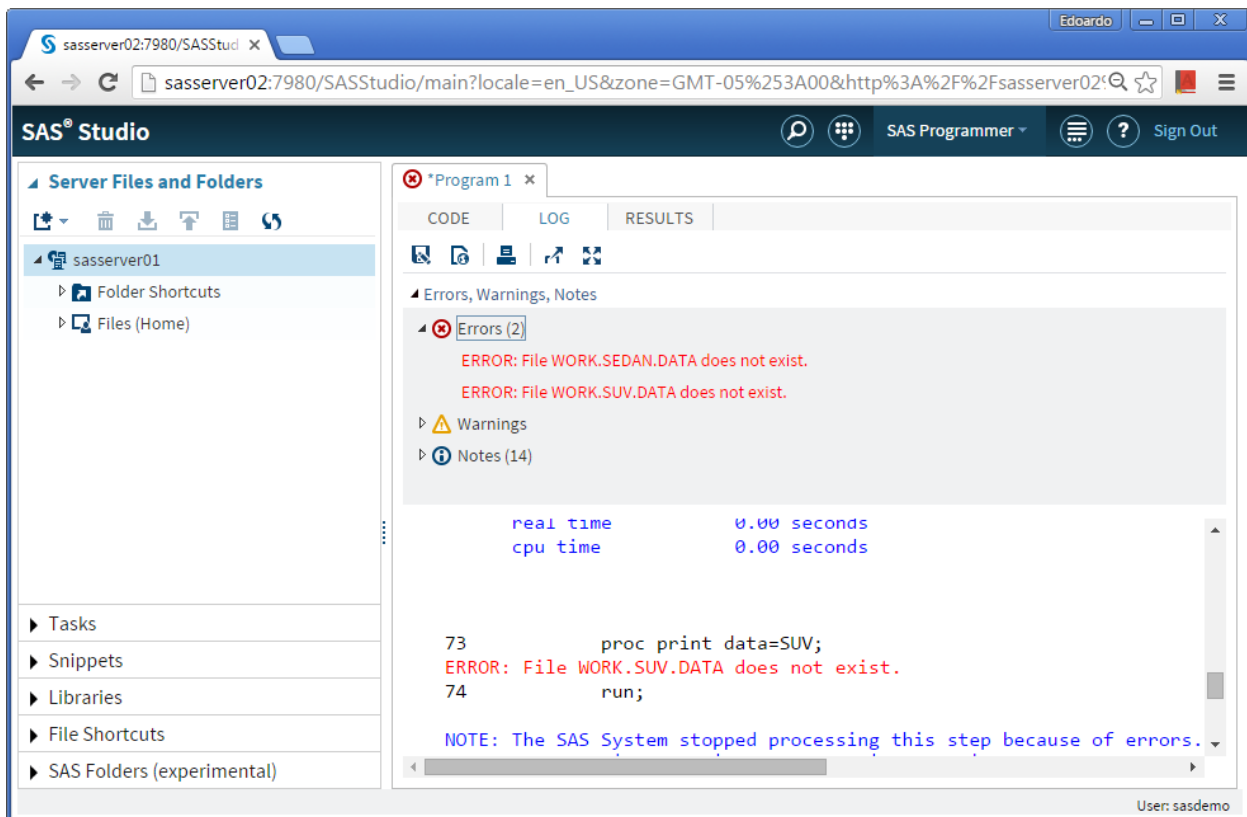 Edoardo
sasserver02:7980/SASStud
sasserver02:7980/SASStudio/main?locale=en_US&zone=GMT-05%253A00&http%3A%2F%2Fsasserver029
SAS® Studio
SAS Programmer
? Sign Out
Server Files and Folders
sasserver01
Folder Shortcuts
Files (Home)
Tasks
Snippets
Libraries
File Shortcuts
SAS Folders (experimental)
*Program 1
CODE LOG RESULTS
Errors, Warnings, Notes
Errors (2)
ERROR: File WORK.SEDAN.DATA does not exist.
ERROR: File WORK.SUV.DATA does not exist.
Warnings
Notes (14)
real time 0.00 seconds
cpu time 0.00 seconds
73 proc print data=SUV;
ERROR: File WORK.SUV.DATA does not exist.
74 run;
NOTE: The SAS System stopped processing this step because of errors.
User: sasdemo